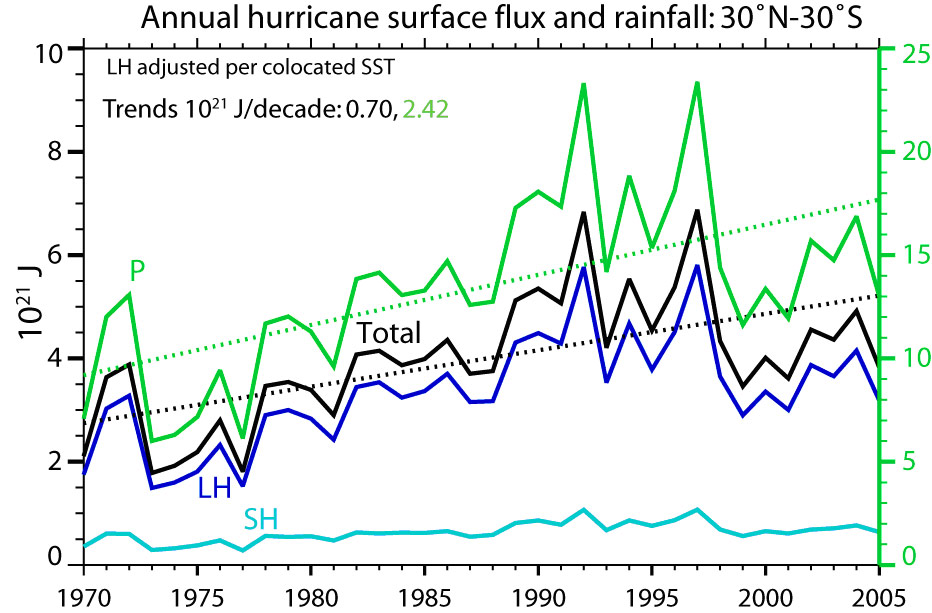 Annual hurricane surface flux and rainfall: 30˚N-30˚S
LH adjusted per colocated SST
Trends 10²¹ J/decade: 0.70, 2.42
10²¹ J
10
8
6
4
2
0
25
20
15
10
5
0
P
Total
LH
SH
1970 1975 1980 1985 1990 1995 2000 2005